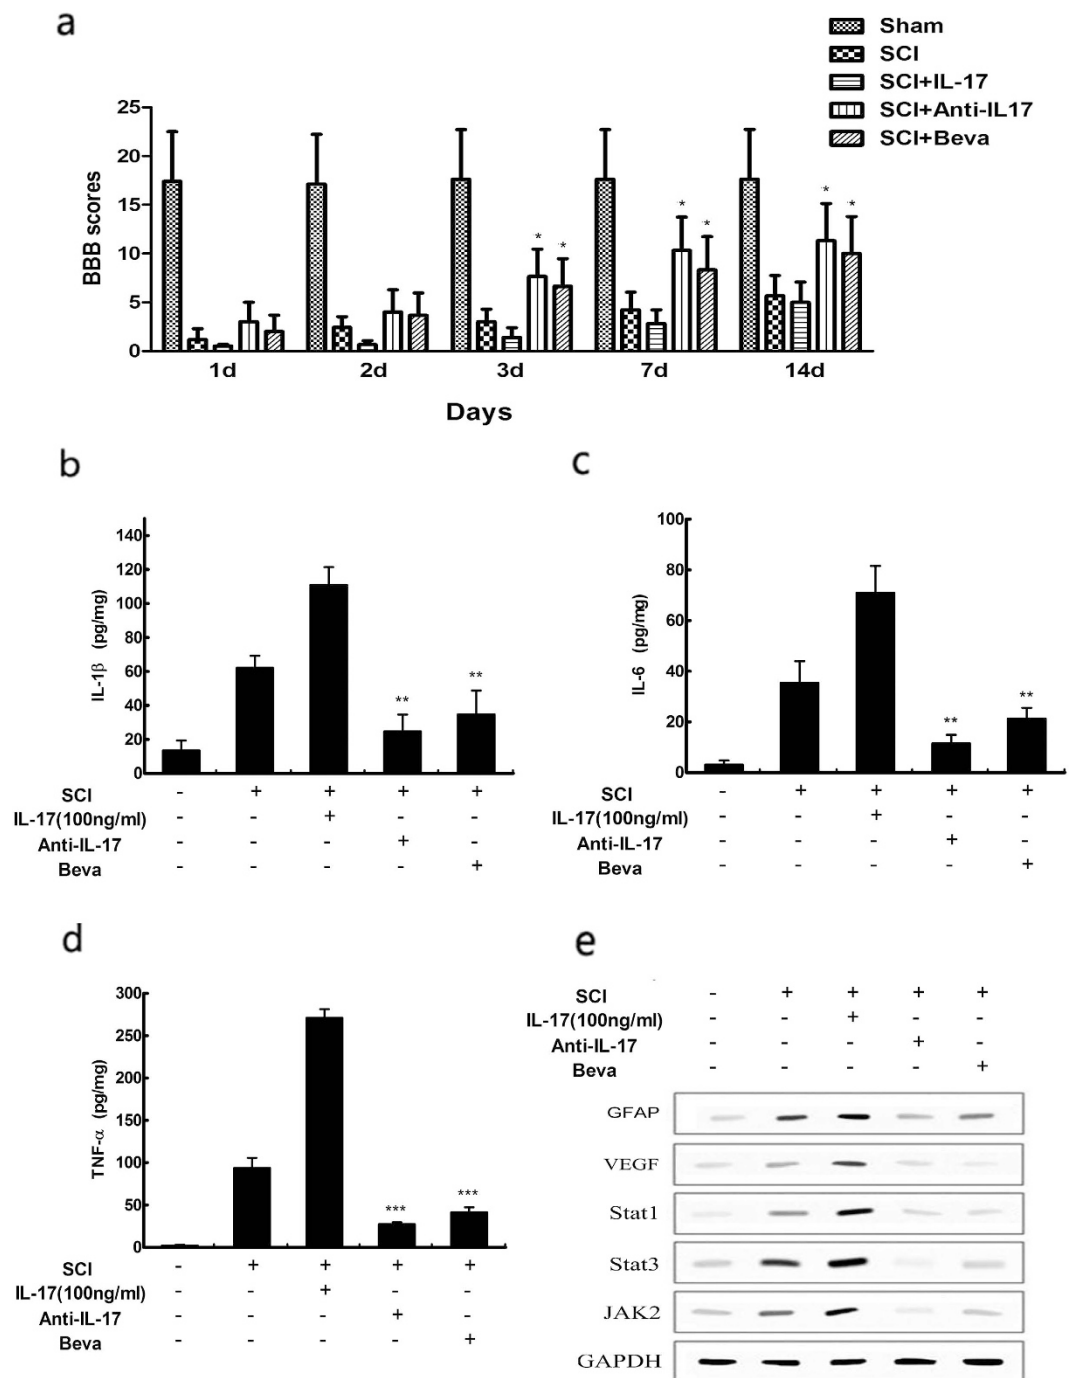 a
Sham
SCI
SCI+IL-17
SCI+Anti-IL17
SCI+Beva
25
20
15
10
5
0
BBB scores
* * * * * *
1d 2d 3d 7d 14d
Days
b
140
120
100
80
60
40
20
0
IL-1β (pg/mg)
** **
SCI - + + + +
IL-17(100ng/ml) - - + - -
Anti-IL-17 - - - + -
Beva - - - - +
c
100
80
60
40
20
0
IL-6 (pg/mg)
** **
SCI - + + + +
IL-17(100ng/ml) - - + - -
Anti-IL-17 - - - + -
Beva - - - - +
d
300
250
200
150
100
50
0
TNF-α (pg/mg)
*** ***
SCI - + + + +
IL-17(100ng/ml) - - + - -
Anti-IL-17 - - - + -
Beva - - - - +
e
SCI - + + + +
IL-17(100ng/ml) - - + - -
Anti-IL-17 - - - + -
Beva - - - - +
GFAP
VEGF
Stat1
Stat3
JAK2
GAPDH